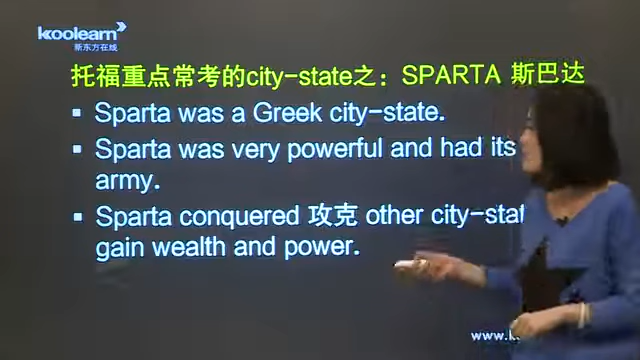 koolearn
新东方在线
托福重点常考的city-state之：SPARTA 斯巴达
Sparta was a Greek city-state.
Sparta was very powerful and had its
army.
Sparta conquered 攻克 other city-stat
gain wealth and power.
www.k